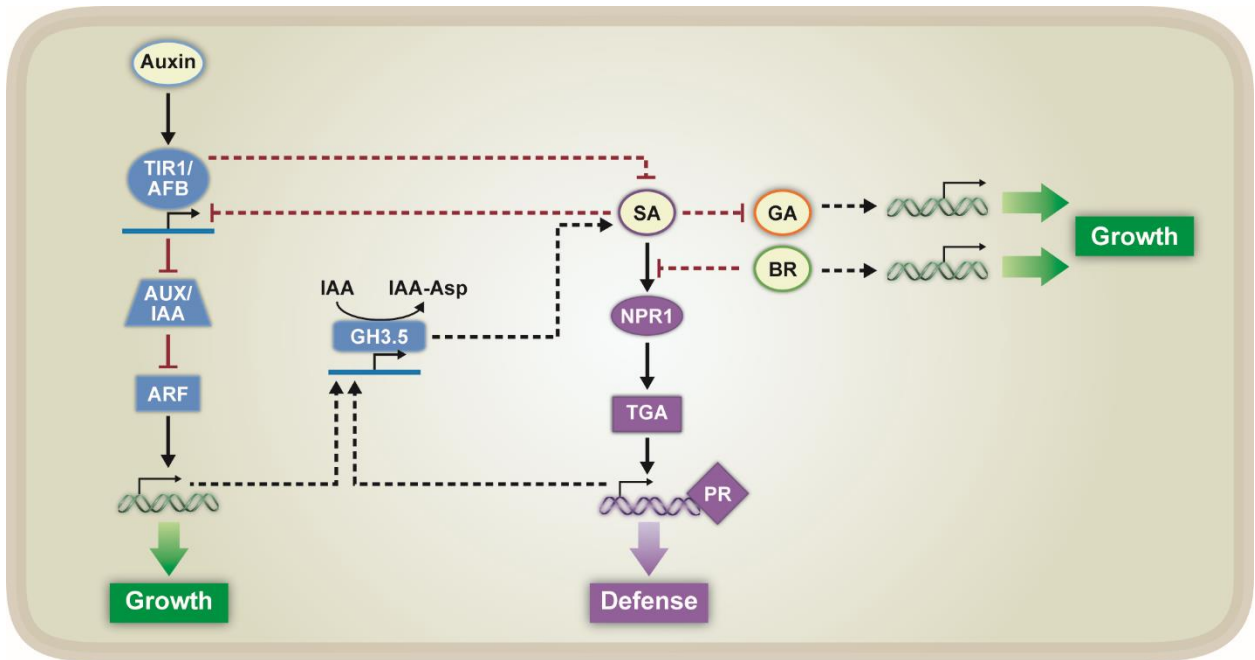 Auxin
TIR1/
AFB
SA
GA
Growth
BR
AUX/
IAA
IAA
IAA-Asp
NPR1
GH3.5
ARF
TGA
PR
Growth
Defense